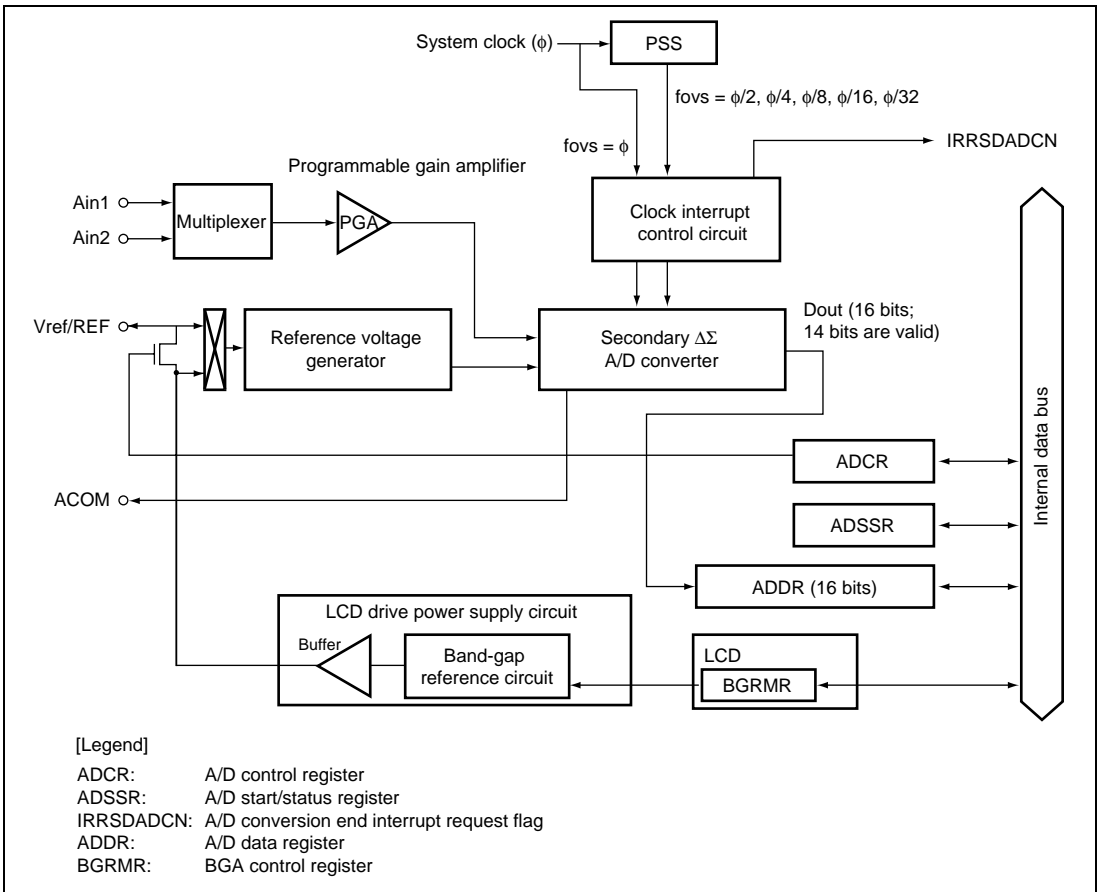 System clock (ϕ)
PSS
fovs = ϕ/2, ϕ/4, ϕ/8, ϕ/16, ϕ/32
fovs = ϕ
IRRSDADCN
Programmable gain amplifier
Ain1
Ain2
Multiplexer
PGA
Clock interrupt
control circuit
Vref/REF
Reference voltage
generator
Secondary ΔΣ
A/D converter
Dout (16 bits;
14 bits are valid)
Internal data bus
ADCR
ACOM
ADSSR
ADDR (16 bits)
LCD drive power supply circuit
Buffer
Band-gap
reference circuit
LCD
BGRMR
[Legend]
ADCR: A/D control register
ADSSR: A/D start/status register
IRRSDADCN: A/D conversion end interrupt request flag
ADDR: A/D data register
BGRMR: BGA control register